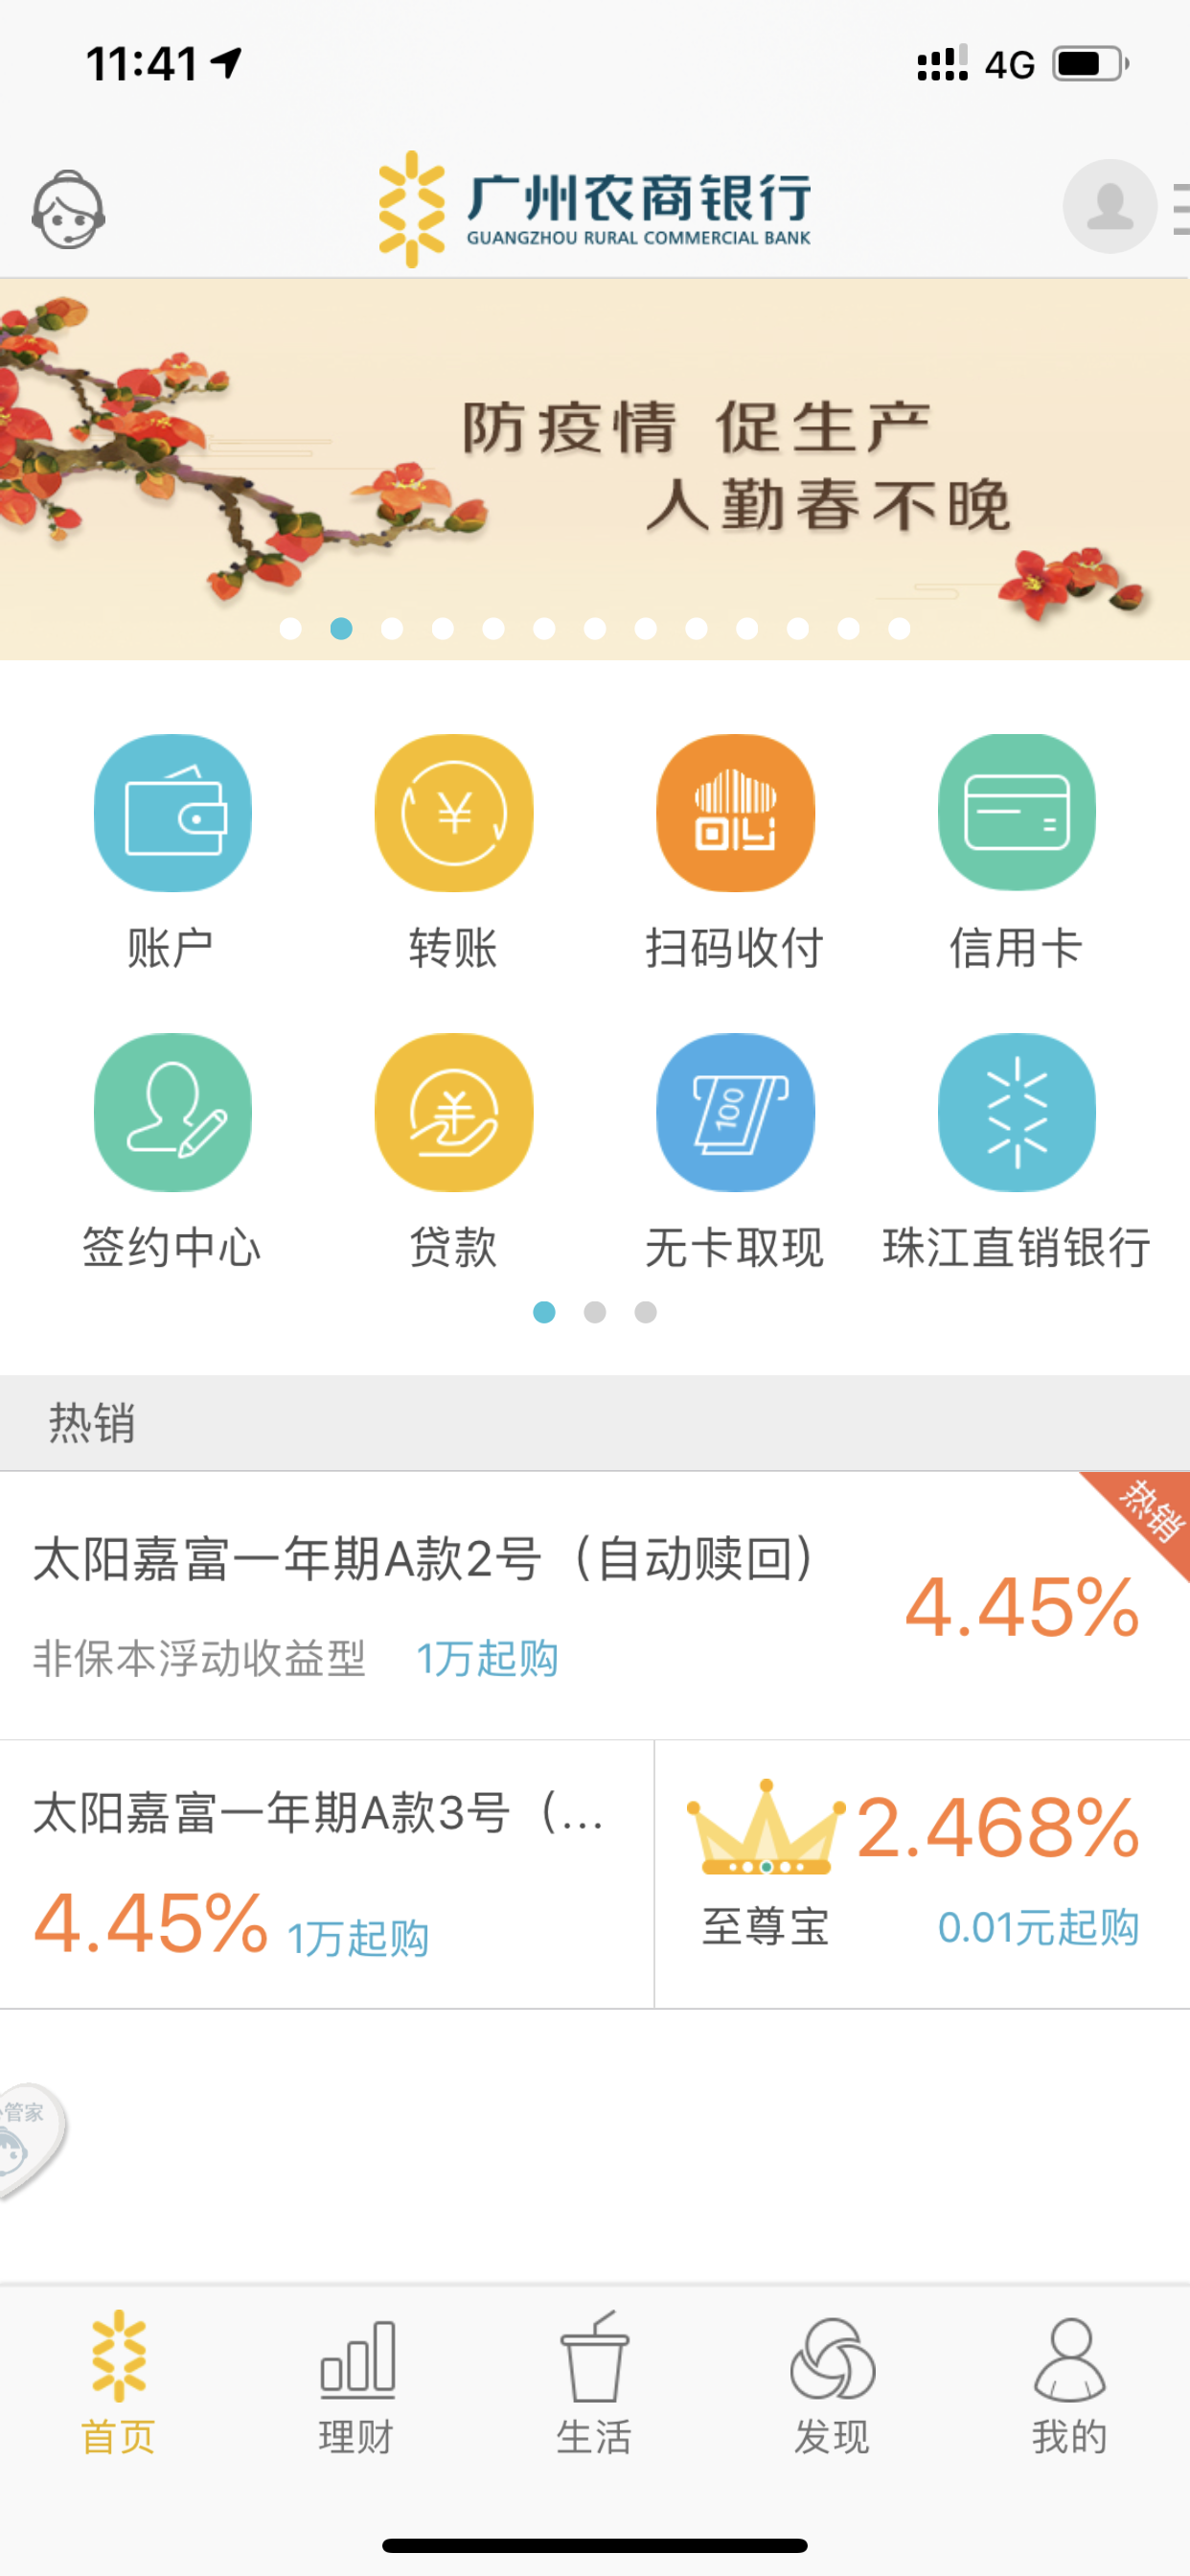 11:41
4G
广州农商银行
GUANGZHOU RURAL COMMERCIAL BANK
防疫情 促生产
人勤春不晚
账户
转账
扫码收付
信用卡
100
签约中心
贷款
无卡取现
珠江直销银行
热销
热销
太阳嘉富一年期A款2号（自动赎回）
4.45%
非保本浮动收益型 1万起购
太阳嘉富一年期A款3号（...
4.45% 1万起购
2.468%
至尊宝
0.01元起购
管家
首页
理财
生活
发现
我的